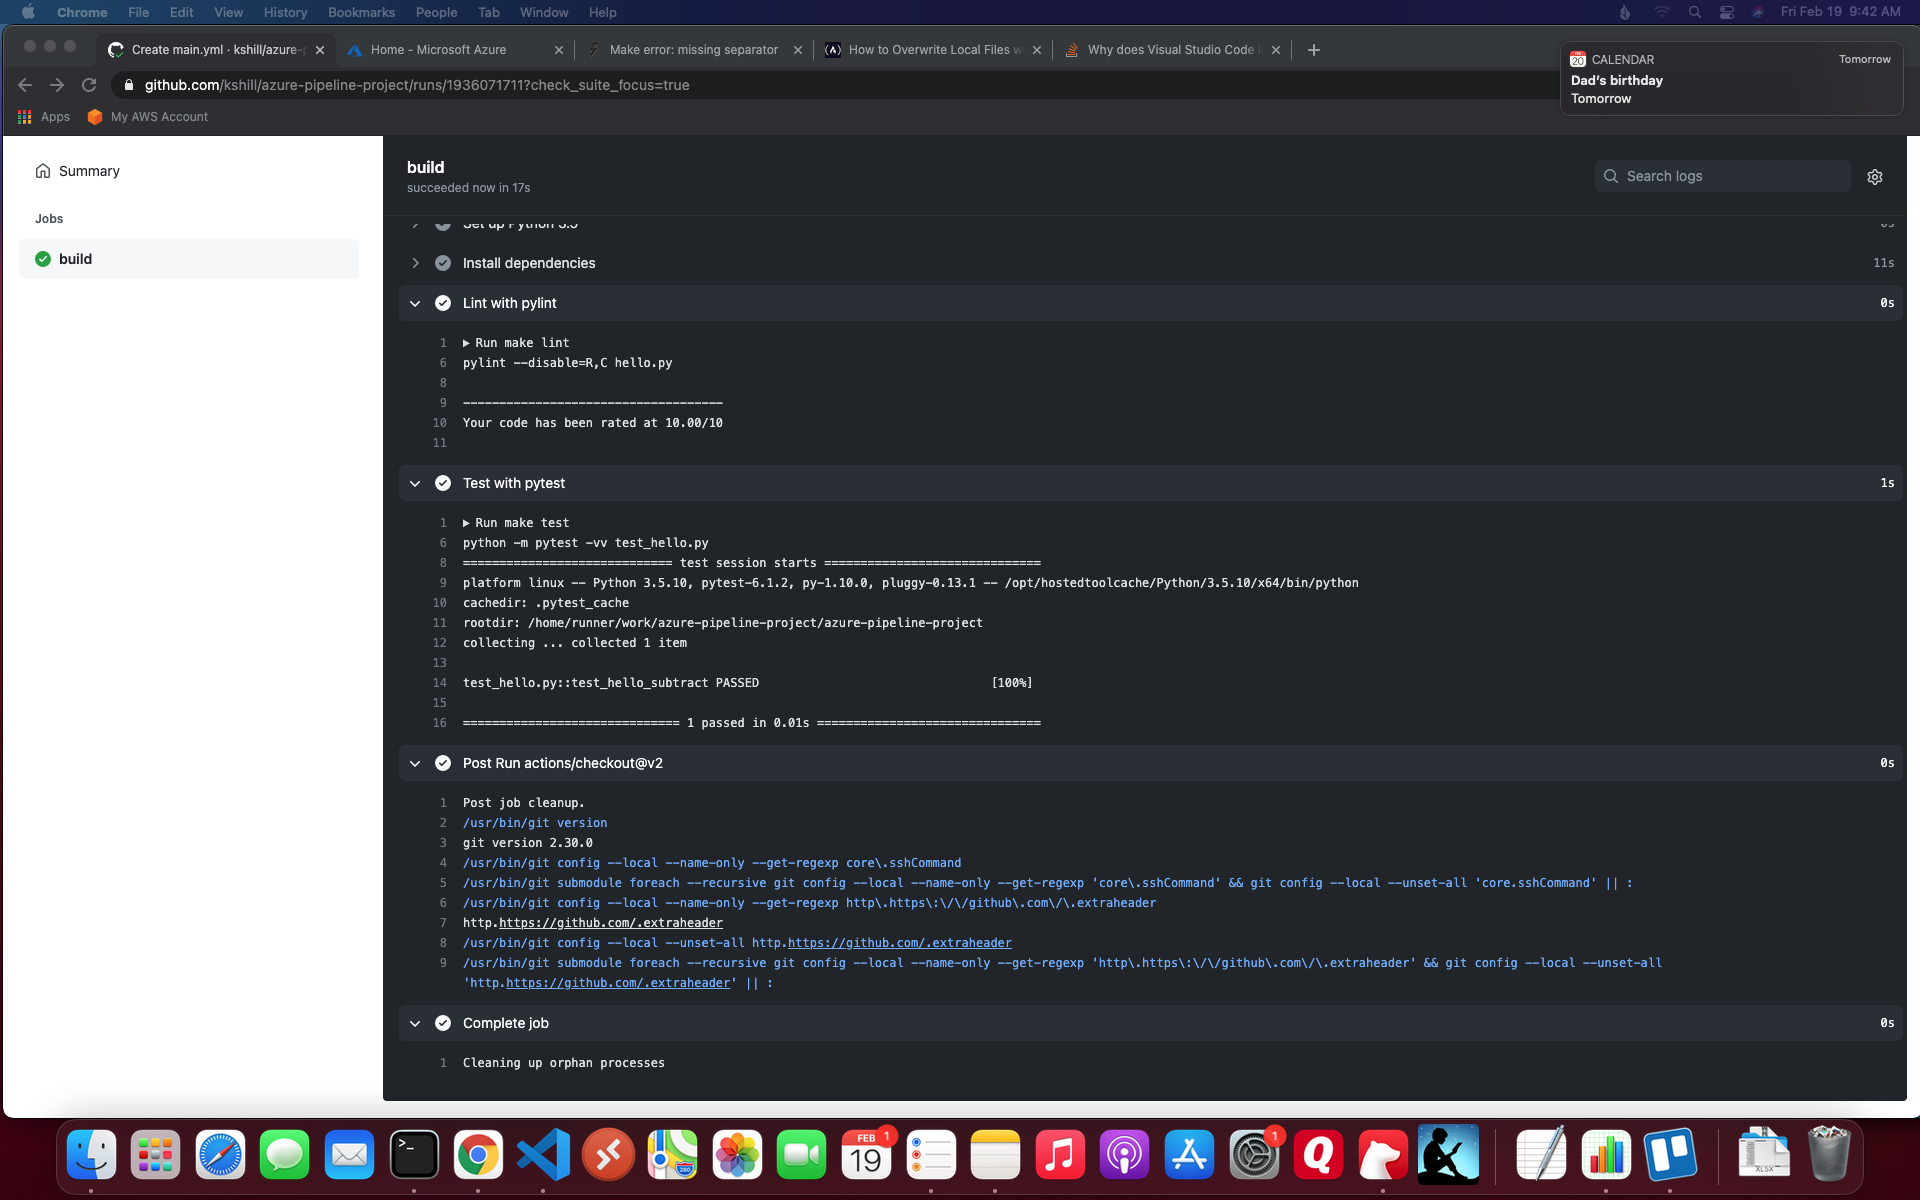 Chrome File Edit View History Bookmarks People Tab Window Help Fri Feb 19 9:42 AM
Create main.yml · kshill/azure-p
Home - Microsoft Azure
Make error: missing separator
How to Overwrite Local Files w
Why does Visual Studio Code
github.com/kshill/azure-pipeline-project/runs/1936071711?check_suite_focus=true
Apps My AWS Account
CALENDAR Tomorrow
Dad's birthday
Tomorrow
Summary
Jobs
build
build
succeeded now in 17s
Search logs
Set up Python 3.5 0s
Install dependencies 11s
Lint with pylint 0s
1 Run make lint
6 pylint --disable=R,C hello.py
8
9 ------------------------------------
10 Your code has been rated at 10.00/10
11
Test with pytest 1s
1 Run make test
6 python -m pytest -vv test_hello.py
8 ============================= test session starts ==============================
9 platform linux -- Python 3.5.10, pytest-6.1.2, py-1.10.0, pluggy-0.13.1 -- /opt/hostedtoolcache/Python/3.5.10/x64/bin/python
10 cachedir: .pytest_cache
11 rootdir: /home/runner/work/azure-pipeline-project/azure-pipeline-project
12 collecting ... collected 1 item
13
14 test_hello.py::test_hello_subtract PASSED [100%]
15
16 ============================== 1 passed in 0.01s ===============================
Post Run actions/checkout@v2 0s
1 Post job cleanup.
2 /usr/bin/git version
3 git version 2.30.0
4 /usr/bin/git config --local --name-only --get-regexp core\.sshCommand
5 /usr/bin/git submodule foreach --recursive git config --local --name-only --get-regexp 'core\.sshCommand' && git config --local --unset-all 'core.sshCommand' || :
6 /usr/bin/git config --local --name-only --get-regexp http\.https\:\/\/github\.com\/\.extraheader
7 http.https://github.com/.extraheader
8 /usr/bin/git config --local --unset-all http.https://github.com/.extraheader
9 /usr/bin/git submodule foreach --recursive git config --local --name-only --get-regexp 'http\.https\:\/\/github\.com\/\.extraheader' && git config --local --unset-all
'http.https://github.com/.extraheader' || :
Complete job 0s
1 Cleaning up orphan processes
FEB
19
1
280
1
XLSX